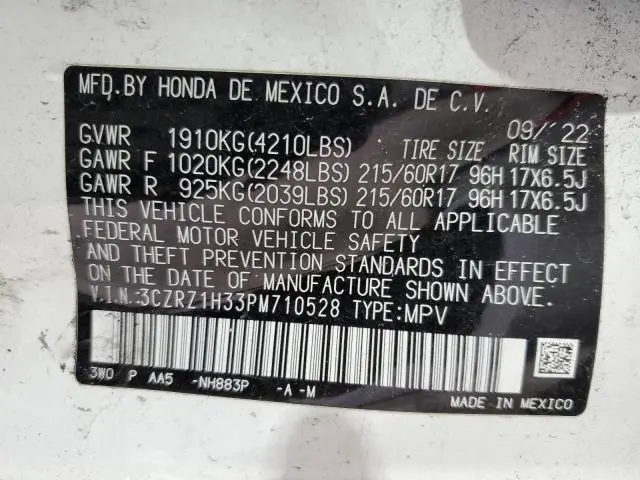 MFD.BY HONDA DE MEXICO S.A. DE C.V.
09/ 22
GVWR 1910KG(4210LBS) TIRE SIZE RIM SIZE
GAWR F 1020KG(2248LBS) 215/60R17 96H 17X6.5J
GAWR R 925KG(2039LBS) 215/60R17 96H 17X6.5J
THIS VEHICLE CONFORMS TO ALL APPLICABLE
FEDERAL MOTOR VEHICLE SAFETY
AND THEFT PREVENTION STANDARDS IN EFFECT
ON THE DATE OF MANUFACTURE SHOWN ABOVE.
V.I.N.:3CZRZ1H33PM710528 TYPE:MPV
3W0 P AA5 -NH883P -A -M
MADE IN MEXICO